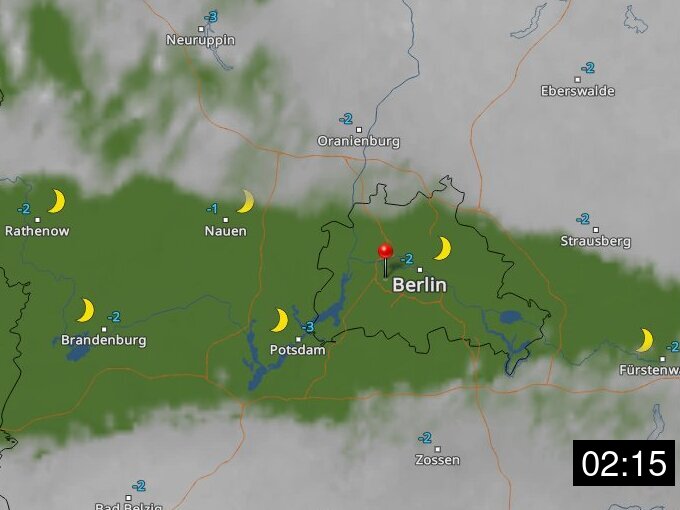 -3
Neuruppin
-2
Eberswalde
-2
Oranienburg
-2
Rathenow
-1
Nauen
-2
Strausberg
-2
Berlin
-2
Brandenburg
-3
Potsdam
-2
Fürstenwa
-2
Zossen
02:15
-2
Bad Belzig